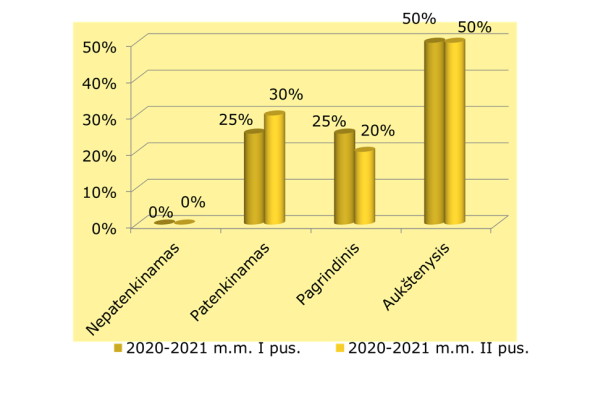 50%
50%
50%
40%
30%
30%
25%
25%
20%
20%
10%
0%
0%
0%
Nepatenkinamas
Patenkinamas
Pagrindinis
Aukštenysis
2020-2021 m.m. I pus.
2020-2021 m.m. II pus.